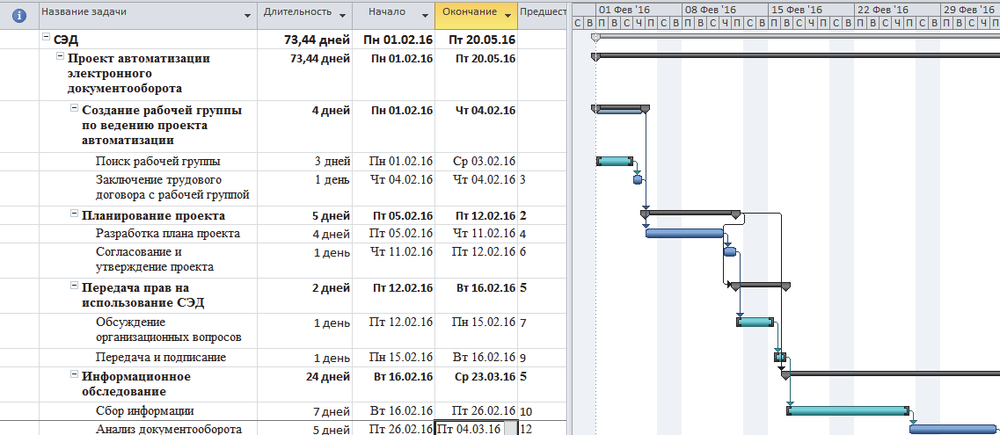 Название задачи Длительность Начало Окончание Предшест 01 Фев '16 08 Фев '16 15 Фев '16 22 Фев '16 29 Фев '16
С В П В С Ч П С В П В С Ч П С В П В С Ч П С В П В С Ч П С В П В С Ч
СЭД 73,44 дней Пн 01.02.16 Пт 20.05.16
Проект автоматизации 73,44 дней Пн 01.02.16 Пт 20.05.16
электронного
документооборота
Создание рабочей группы 4 дней Пн 01.02.16 Чт 04.02.16
по ведению проекта
автоматизации
Поиск рабочей группы 3 дней Пн 01.02.16 Ср 03.02.16
Заключение трудового 1 день Чт 04.02.16 Чт 04.02.16 3
договора с рабочей группой
Планирование проекта 5 дней Пт 05.02.16 Пт 12.02.16 2
Разработка плана проекта 4 дней Пт 05.02.16 Чт 11.02.16 4
Согласование и 1 день Чт 11.02.16 Пт 12.02.16 6
утверждение проекта
Передача прав на 2 дней Пт 12.02.16 Вт 16.02.16 5
использование СЭД
Обсуждение 1 день Пт 12.02.16 Пн 15.02.16 7
организационных вопросов
Передача и подписание 1 день Пн 15.02.16 Вт 16.02.16 9
Информационное 24 дней Вт 16.02.16 Ср 23.03.16 5
обследование
Сбор информации 7 дней Вт 16.02.16 Пт 26.02.16 10
Анализ документооборота 5 дней Пт 26.02.16 Пт 04.03.16 12